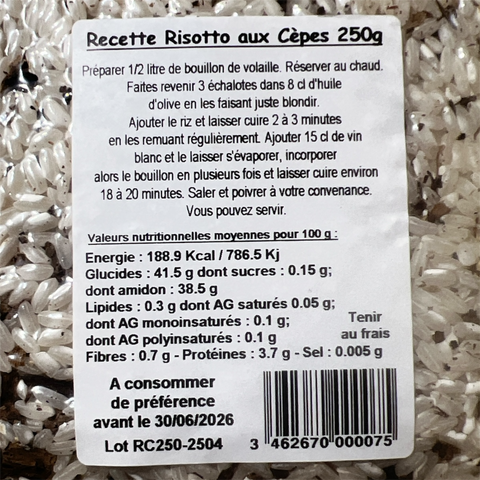 Recette Risotto aux Cèpes 250g
Préparer 1/2 litre de bouillon de volaille. Réserver au chaud.
Faites revenir 3 échalotes dans 8 cl d'huile
d'olive en les faisant juste blondir.
Ajouter le riz et laisser cuire 2 à 3 minutes
en les remuant régulièrement. Ajouter 15 cl de vin
blanc et le laisser s'évaporer, incorporer
alors le bouillon en plusieurs fois et laisser cuire environ
18 à 20 minutes. Saler et poivrer à votre convenance.
Vous pouvez servir.
Valeurs nutritionnelles moyennes pour 100 g :
Energie : 188.9 Kcal / 786.5 Kj
Glucides : 41.5 g dont sucres : 0.15 g;
dont amidon : 38.5 g
Lipides : 0.3 g dont AG saturés 0.05 g;
dont AG monoinsaturés : 0.1 g;
dont AG polyinsaturés : 0.1 g
Fibres : 0.7 g - Protéines : 3.7 g - Sel : 0.005 g
Tenir
au frais
A consommer
de préférence
avant le 30/06/2026
Lot RC250-2504
3 462670 000075